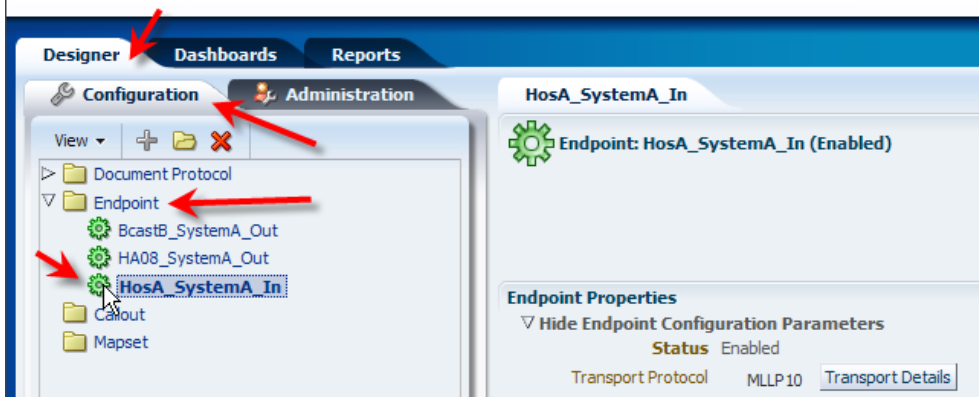 Designer Dashboards Reports
Configuration Administration
View
Document Protocol
Endpoint
BcastB_SystemA_Out
HA08_SystemA_Out
HosA_SystemA_In
Callout
Mapset
HosA_SystemA_In
Endpoint: HosA_SystemA_In (Enabled)
Endpoint Properties
Hide Endpoint Configuration Parameters
Status Enabled
Transport Protocol MLLP10 Transport Details